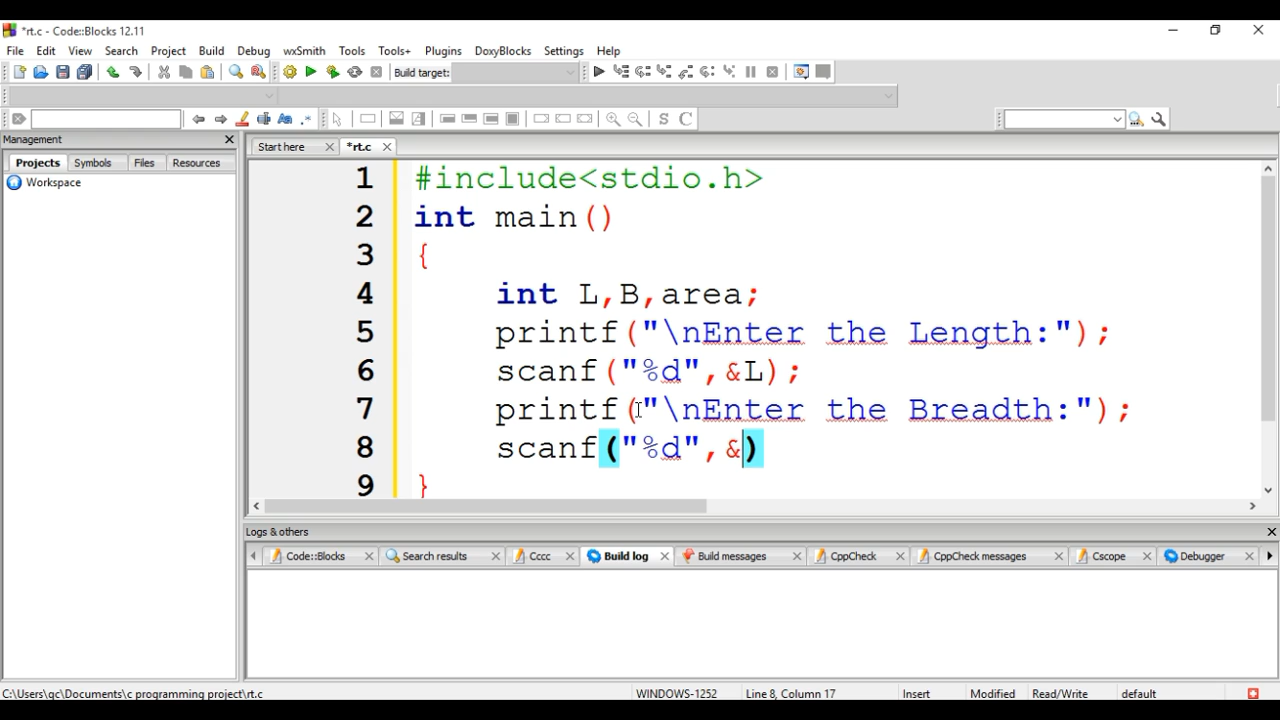 *rt.c - Code::Blocks 12.11
File Edit View Search Project Build Debug wxSmith Tools Tools+ Plugins DoxyBlocks Settings Help
Build target:
S C
Management
Start here *rt.c
Projects Symbols Files Resources
Workspace
1 #include<stdio.h>
2 int main()
3 {
4 int L,B,area;
5 printf("\nEnter the Length:");
6 scanf("%d",&L);
7 printf("\nEnter the Breadth:");
8 scanf("%d",&)
9 }
Logs & others
Code::Blocks Search results Cccc Build log Build messages CppCheck CppCheck messages Cscope Debugger
C:\Users\qc\Documents\c programming project\rt.c WINDOWS-1252 Line 8, Column 17 Insert Modified Read/Write default